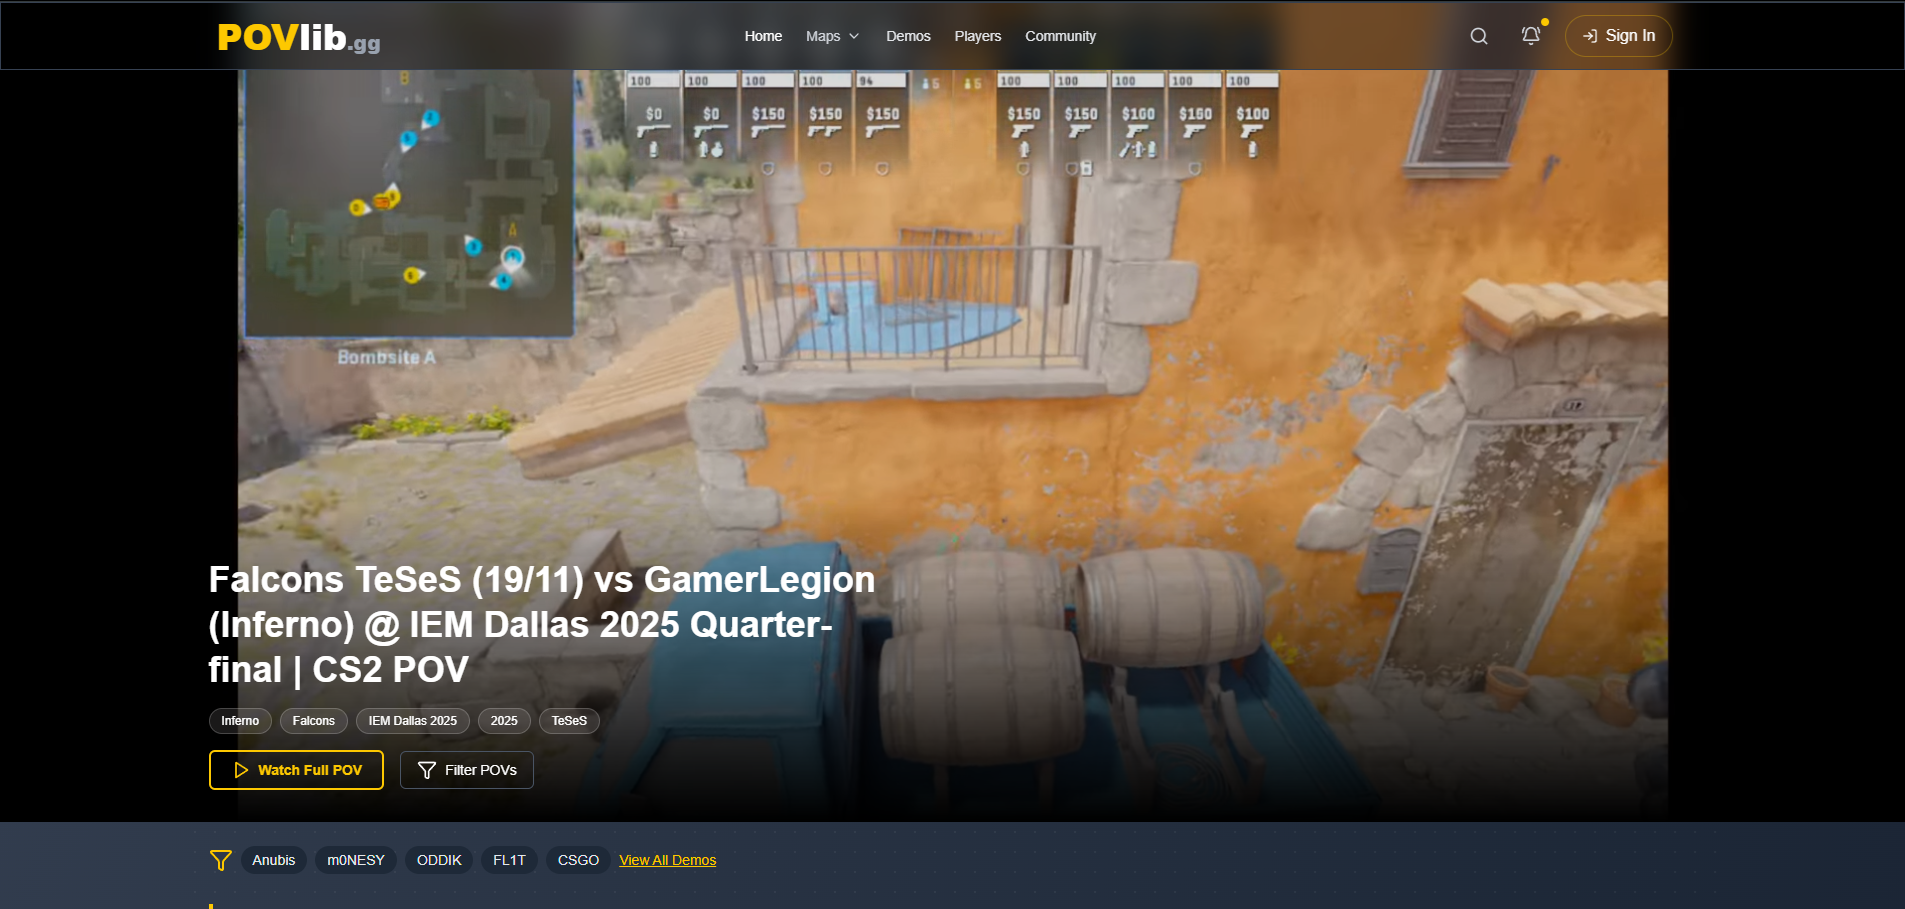 POVlib.gg
Home Maps Demos Players Community
Sign In
B
100 100 100 100 94 5 5 100 100 100 100 100
$0 $0 $150 $150 $150 $150 $150 $100 $150 $100
A
Bombsite A
Falcons TeSeS (19/11) vs GamerLegion
(Inferno) @ IEM Dallas 2025 Quarter-
final | CS2 POV
Inferno Falcons IEM Dallas 2025 2025 TeSeS
Watch Full POV Filter POVs
Anubis m0NESY ODDIK FL1T CSGO View All Demos